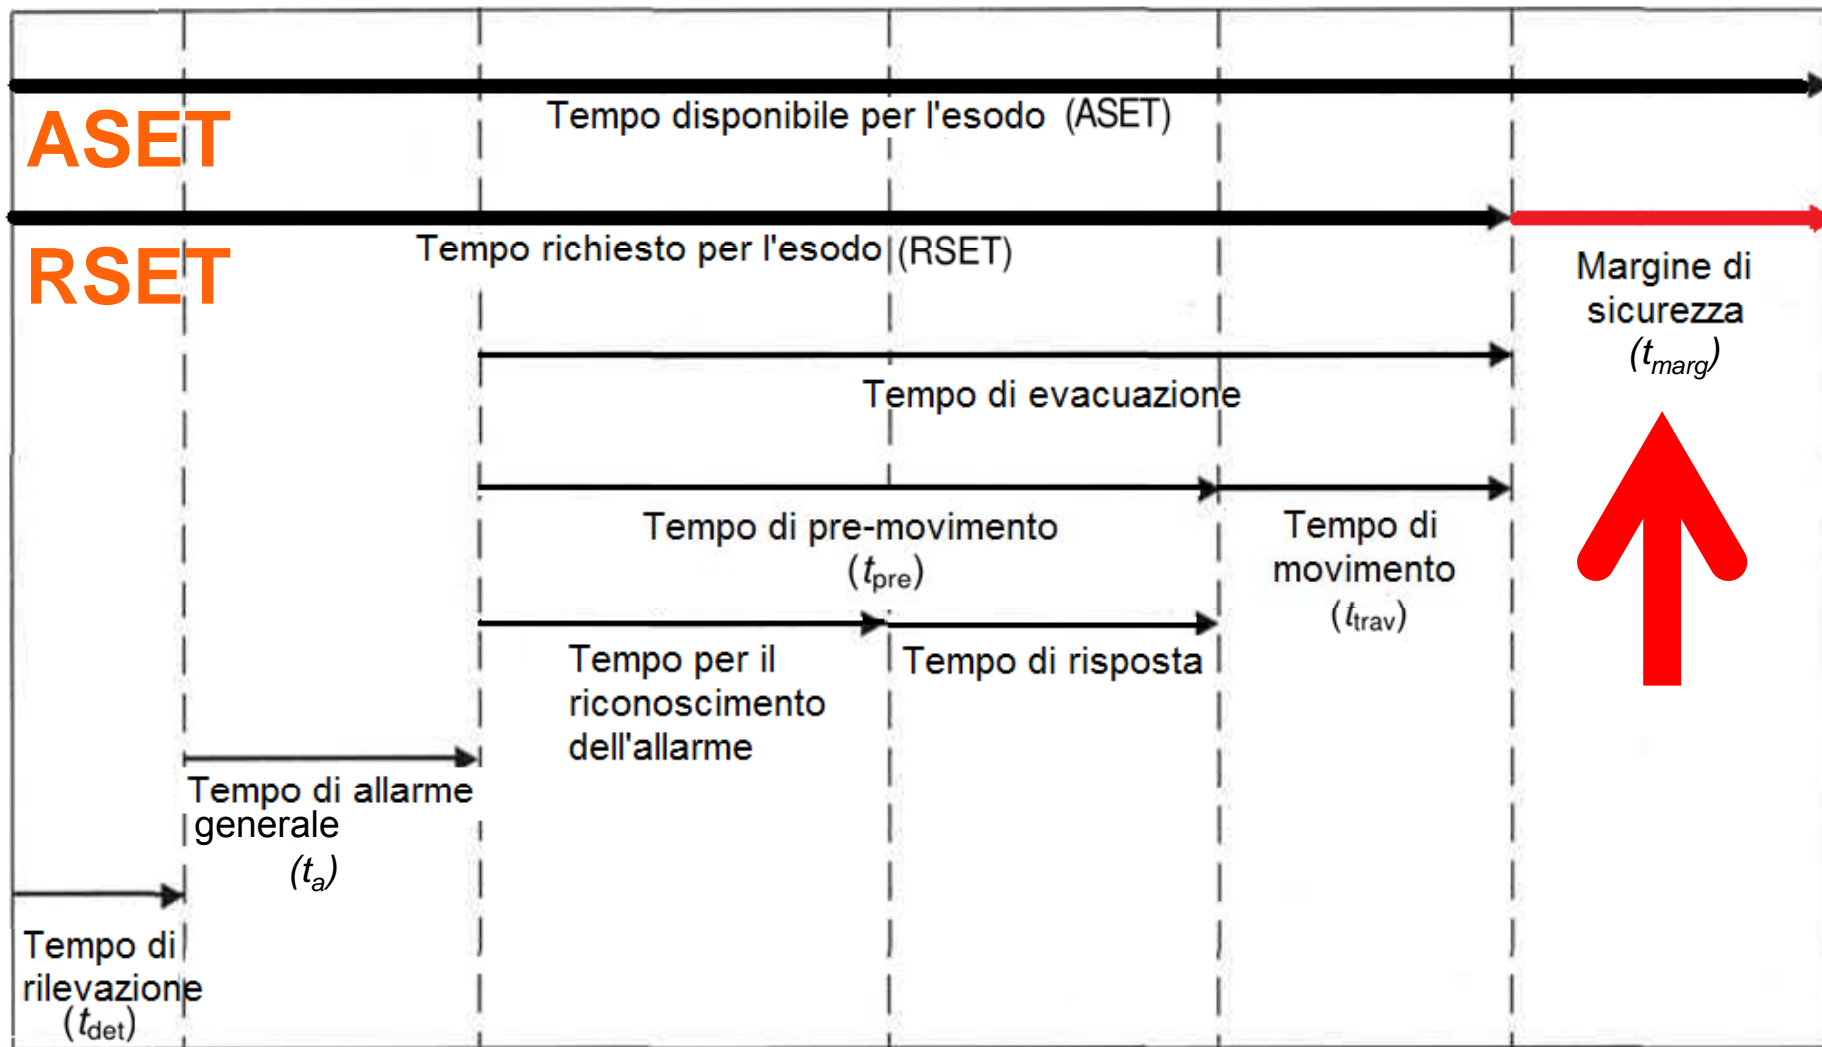 ASET
Tempo disponibile per l'esodo (ASET)
RSET
Tempo richiesto per l'esodo (RSET)
Margine di
sicurezza
(tmarg)
Tempo di evacuazione
Tempo di pre-movimento
(tpre)
Tempo di
movimento
(ttrav)
Tempo per il
riconoscimento
dell'allarme
Tempo di risposta
Tempo di allarme
generale
(ta)
Tempo di
rilevazione
(tdet)